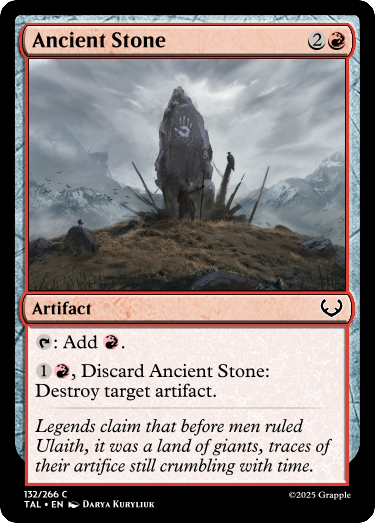 Ancient Stone 2
Artifact
: Add .
1 , Discard Ancient Stone:
Destroy target artifact.
Legends claim that before men ruled
Ulaith, it was a land of giants, traces of
their artifice still crumbling with time.
132/266 C
TAL • EN Darya Kuryliuk
©2025 Grapple